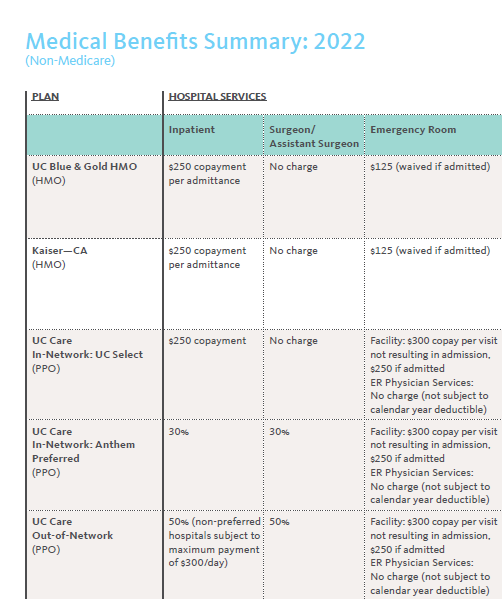 Medical Benefits Summary: 2022
(Non-Medicare)
PLAN
HOSPITAL SERVICES
Inpatient
Surgeon/
Assistant Surgeon
Emergency Room
UC Blue & Gold HMO
(HMO)
$250 copayment
per admittance
No charge
$125 (waived if admitted)
Kaiser—CA
(HMO)
$250 copayment
per admittance
No charge
$125 (waived if admitted)
UC Care
In-Network: UC Select
(PPO)
$250 copayment
No charge
Facility: $300 copay per visit
not resulting in admission,
$250 if admitted
ER Physician Services:
No charge (not subject to
calendar year deductible)
UC Care
In-Network: Anthem
Preferred
(PPO)
30%
30%
Facility: $300 copay per visit
not resulting in admission,
$250 if admitted
ER Physician Services:
No charge (not subject to
calendar year deductible)
UC Care
Out-of-Network
(PPO)
50% (non-preferred
hospitals subject to
maximum payment
of $300/day)
50%
Facility: $300 copay per visit
not resulting in admission,
$250 if admitted
ER Physician Services:
No charge (not subject to
calendar year deductible)